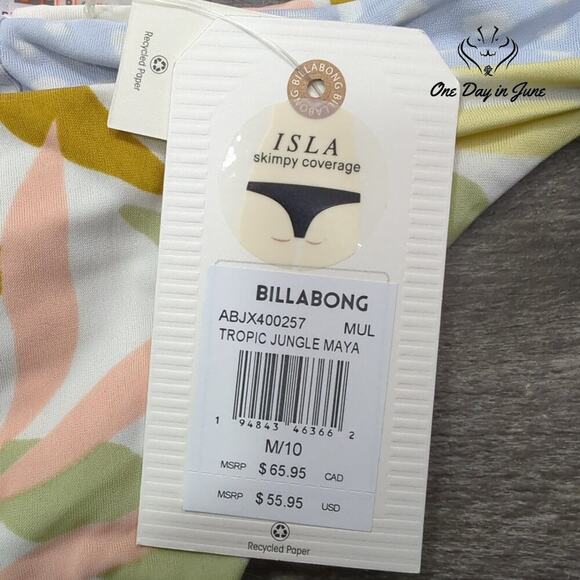 Recycled Paper
BILLABONG BILLABONG
愛
One Day in June
ISLA
skimpy coverage
BILLABONG
ABJX400257 MUL
TROPIC JUNGLE MAYA
1 94843 46366 2
M/10
MSRP $65.95 CAD
MSRP $55.95 USD
Recycled Paper